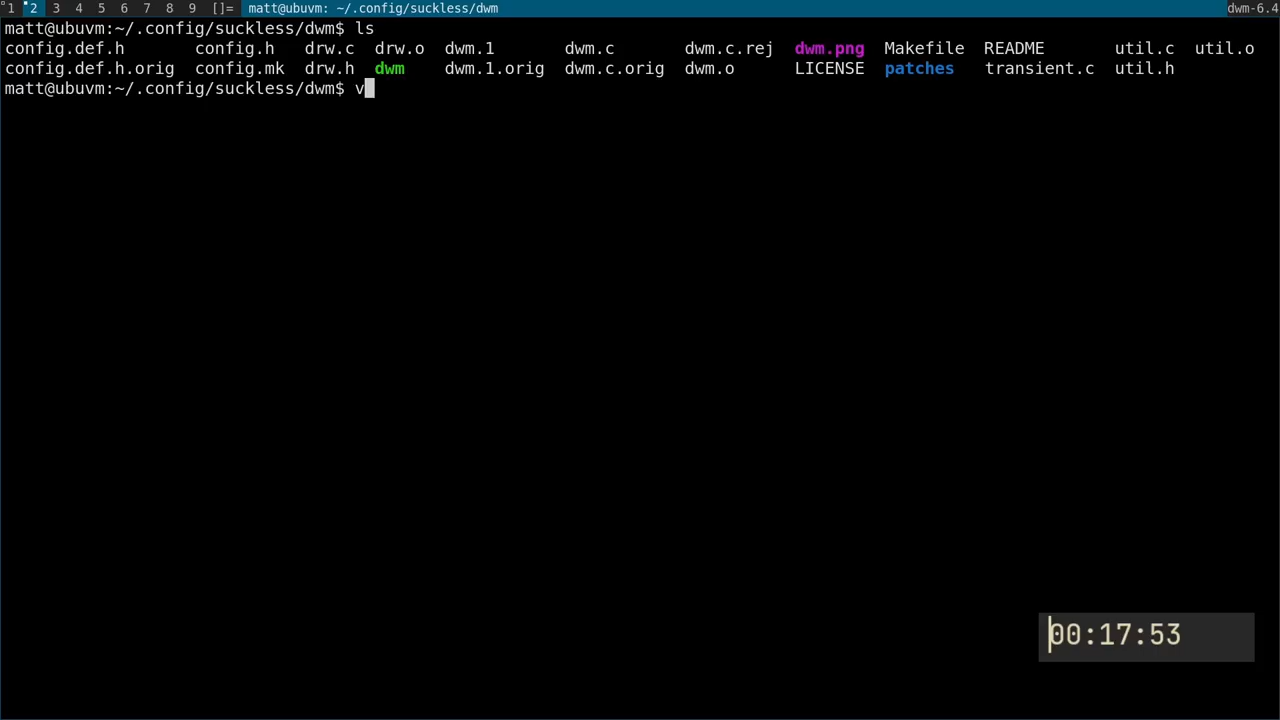 1 2 3 4 5 6 7 8 9 []= matt@ubuvm: ~/.config/suckless/dwm dwm-6.4
matt@ubuvm:~/.config/suckless/dwm$ ls
config.def.h config.h drw.c drw.o dwm.1 dwm.c dwm.c.rej dwm.png Makefile README util.c util.o
config.def.h.orig config.mk drw.h dwm dwm.1.orig dwm.c.orig dwm.o LICENSE patches transient.c util.h
matt@ubuvm:~/.config/suckless/dwm$ v
00:17:53